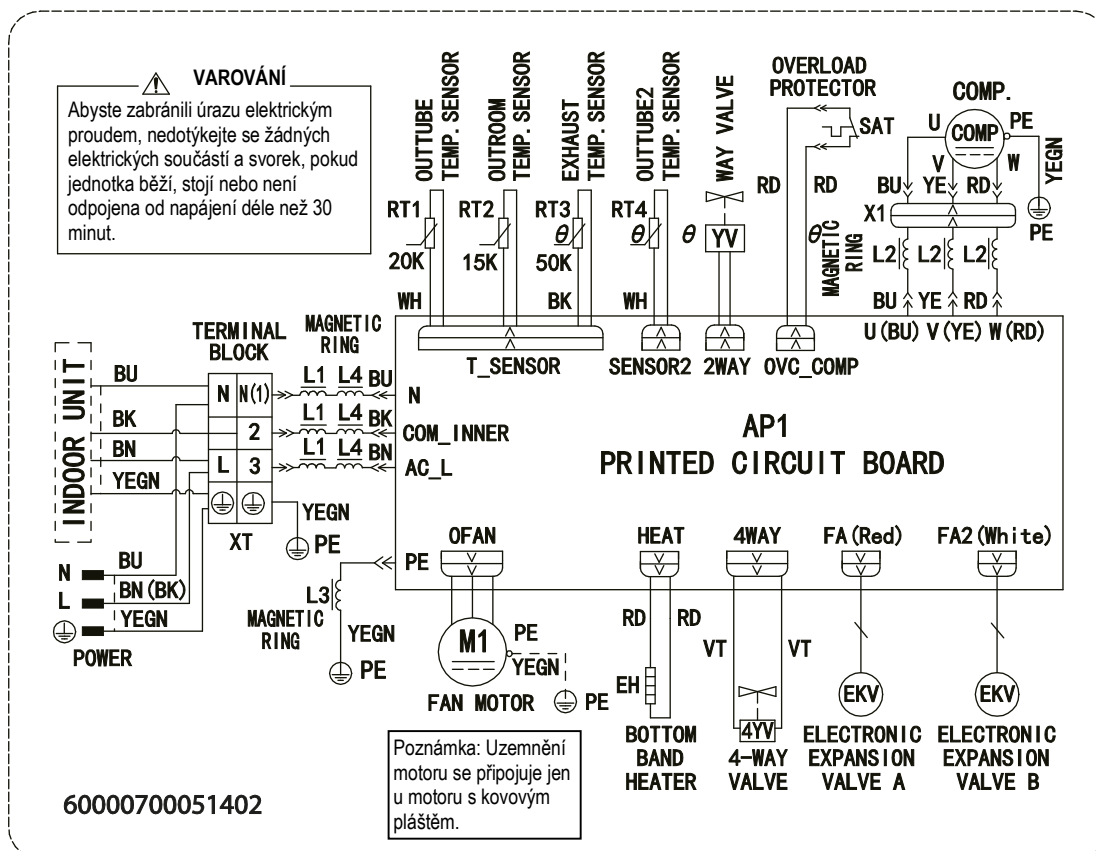 VAROVÁNÍ
Abyste zabránili úrazu elektrickým
proudem, nedotýkejte se žádných
elektrických součástí a svorek, pokud
jednotka běží, stojí nebo není
odpojena od napájení déle než 30
minut.
OUTTUBE
TEMP. SENSOR
OUTROOM
TEMP. SENSOR
EXHAUST
TEMP. SENSOR
OUTTUBE2
TEMP. SENSOR
WAY VALVE
OVERLOAD
PROTECTOR
SAT
COMP.
U
COMP
PE
V
W
YEGN
RD
RD
BU
YE
RD
X1
PE
RT1
RT2
RT3
RT4
θ
θ
θ
YV
θ
20K
15K
50K
MAGNETIC
RING
L2
L2
L2
WH
BK
WH
BU
YE
RD
U(BU) V(YE) W(RD)
T_SENSOR
SENSOR2
2WAY
OVC_COMP
TERMINAL
BLOCK
MAGNETIC
RING
INDOOR UNIT
BU
N
N(1)
L1
L4
BU
N
BK
2
L1
L4
BK
COM_INNER
BN
L
3
L1
L4
BN
AC_L
YEGN
XT
YEGN
PE
AP1
PRINTED CIRCUIT BOARD
N
BU
L
BN(BK)
YEGN
POWER
PE
L3
MAGNETIC
RING
YEGN
PE
OFAN
M1
PE
YEGN
PE
FAN MOTOR
HEAT
RD
RD
EH
BOTTOM
BAND
HEATER
4WAY
VT
VT
4YV
4-WAY
VALVE
FA(Red)
EKV
ELECTRONIC
EXPANSION
VALVE A
FA2(White)
EKV
ELECTRONIC
EXPANSION
VALVE B
Poznámka: Uzemnění
motoru se připojuje jen
u motoru s kovovým
pláštěm.
60000700051402